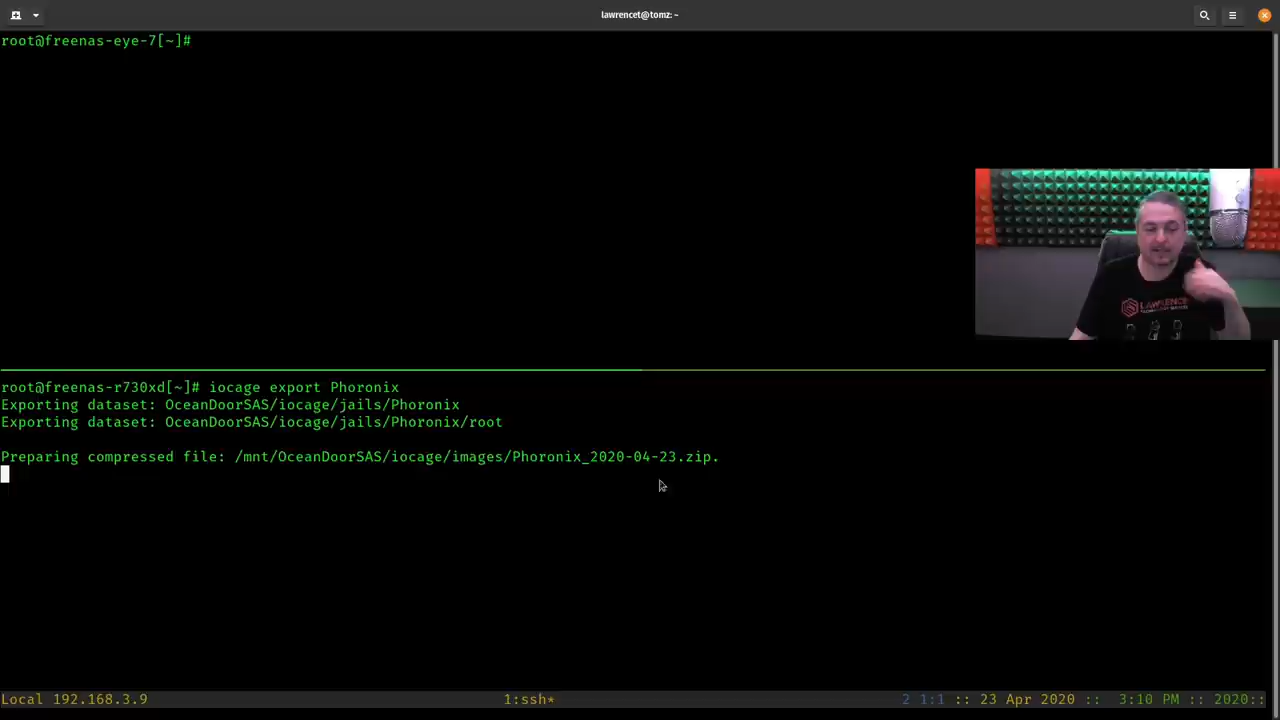 lawrencet@tomz: ~
root@freenas-eye-7[~]#
LAWRENCE
root@freenas-r730xd[~]# iocage export Phoronix
Exporting dataset: OceanDoorSAS/iocage/jails/Phoronix
Exporting dataset: OceanDoorSAS/iocage/jails/Phoronix/root
Preparing compressed file: /mnt/OceanDoorSAS/iocage/images/Phoronix_2020-04-23.zip.
Local 192.168.3.9 1:ssh* 2 1:1 :: 23 Apr 2020 :: 3:10 PM :: 2020::